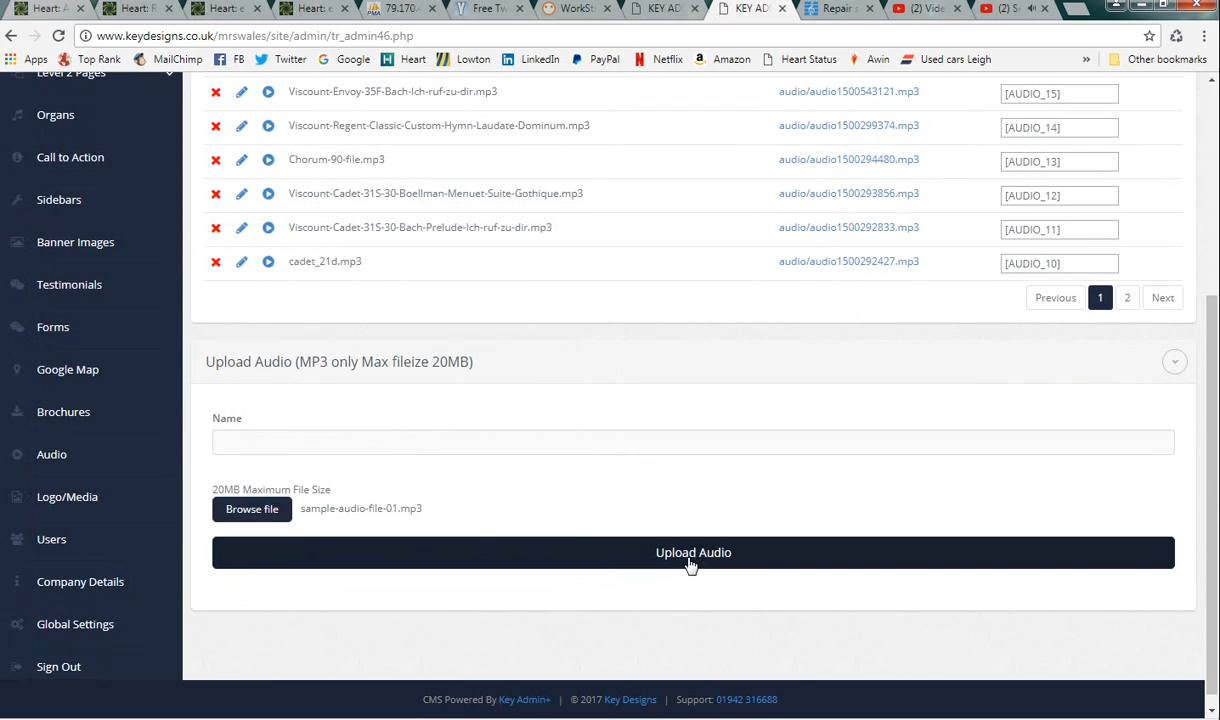 Heart: A
Heart: R
Heart: e
Heart: e
79.170.4
Free Tw
WorkSt
KEY AD
KEY AD
Repair s
(2) Vide
(2) S
www.keydesigns.co.uk/mrswales/site/admin/tr_admin46.php
Apps Top Rank MailChimp FB Twitter Google Heart Lowton LinkedIn PayPal Netflix Amazon Heart Status Awin Used cars Leigh » Other bookmarks
Level 2 Pages
Organs
Call to Action
Sidebars
Banner Images
Testimonials
Forms
Google Map
Brochures
Audio
Logo/Media
Users
Company Details
Global Settings
Sign Out
Viscount-Envoy-35F-Bach-Ich-ruf-zu-dir.mp3 audio/audio1500543121.mp3 [AUDIO_15]
Viscount-Regent-Classic-Custom-Hymn-Laudate-Dominum.mp3 audio/audio1500299374.mp3 [AUDIO_14]
Chorum-90-file.mp3 audio/audio1500294480.mp3 [AUDIO_13]
Viscount-Cadet-31S-30-Boellman-Menuet-Suite-Gothique.mp3 audio/audio1500293856.mp3 [AUDIO_12]
Viscount-Cadet-31S-30-Bach-Prelude-Ich-ruf-zu-dir.mp3 audio/audio1500292833.mp3 [AUDIO_11]
cadet_21d.mp3 audio/audio1500292427.mp3 [AUDIO_10]
Previous 1 2 Next
Upload Audio (MP3 only Max fileize 20MB)
Name
20MB Maximum File Size
Browse file sample-audio-file-01.mp3
Upload Audio
CMS Powered By Key Admin+ | © 2017 Key Designs | Support: 01942 316688